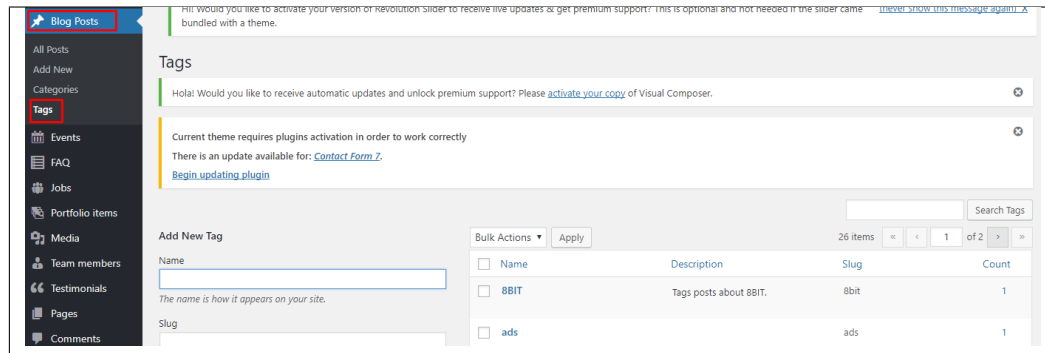 Hi! Would you like to activate your version of Revolution Slider to receive live updates & get premium support? This is optional and not needed if the slider came bundled with a theme.
(never show this message again) X
Blog Posts
All Posts
Add New
Categories
Tags
Events
FAQ
Jobs
Portfolio items
Media
Team members
Testimonials
Pages
Comments
Tags
Hola! Would you like to receive automatic updates and unlock premium support? Please activate your copy of Visual Composer.
Current theme requires plugins activation in order to work correctly
There is an update available for: Contact Form 7.
Begin updating plugin
Search Tags
Add New Tag
Name
The name is how it appears on your site.
Slug
Bulk Actions Apply
26 items « ‹ 1 of 2 › »
Name Description Slug Count
8BIT Tags posts about 8BIT. 8bit 1
ads ads 1